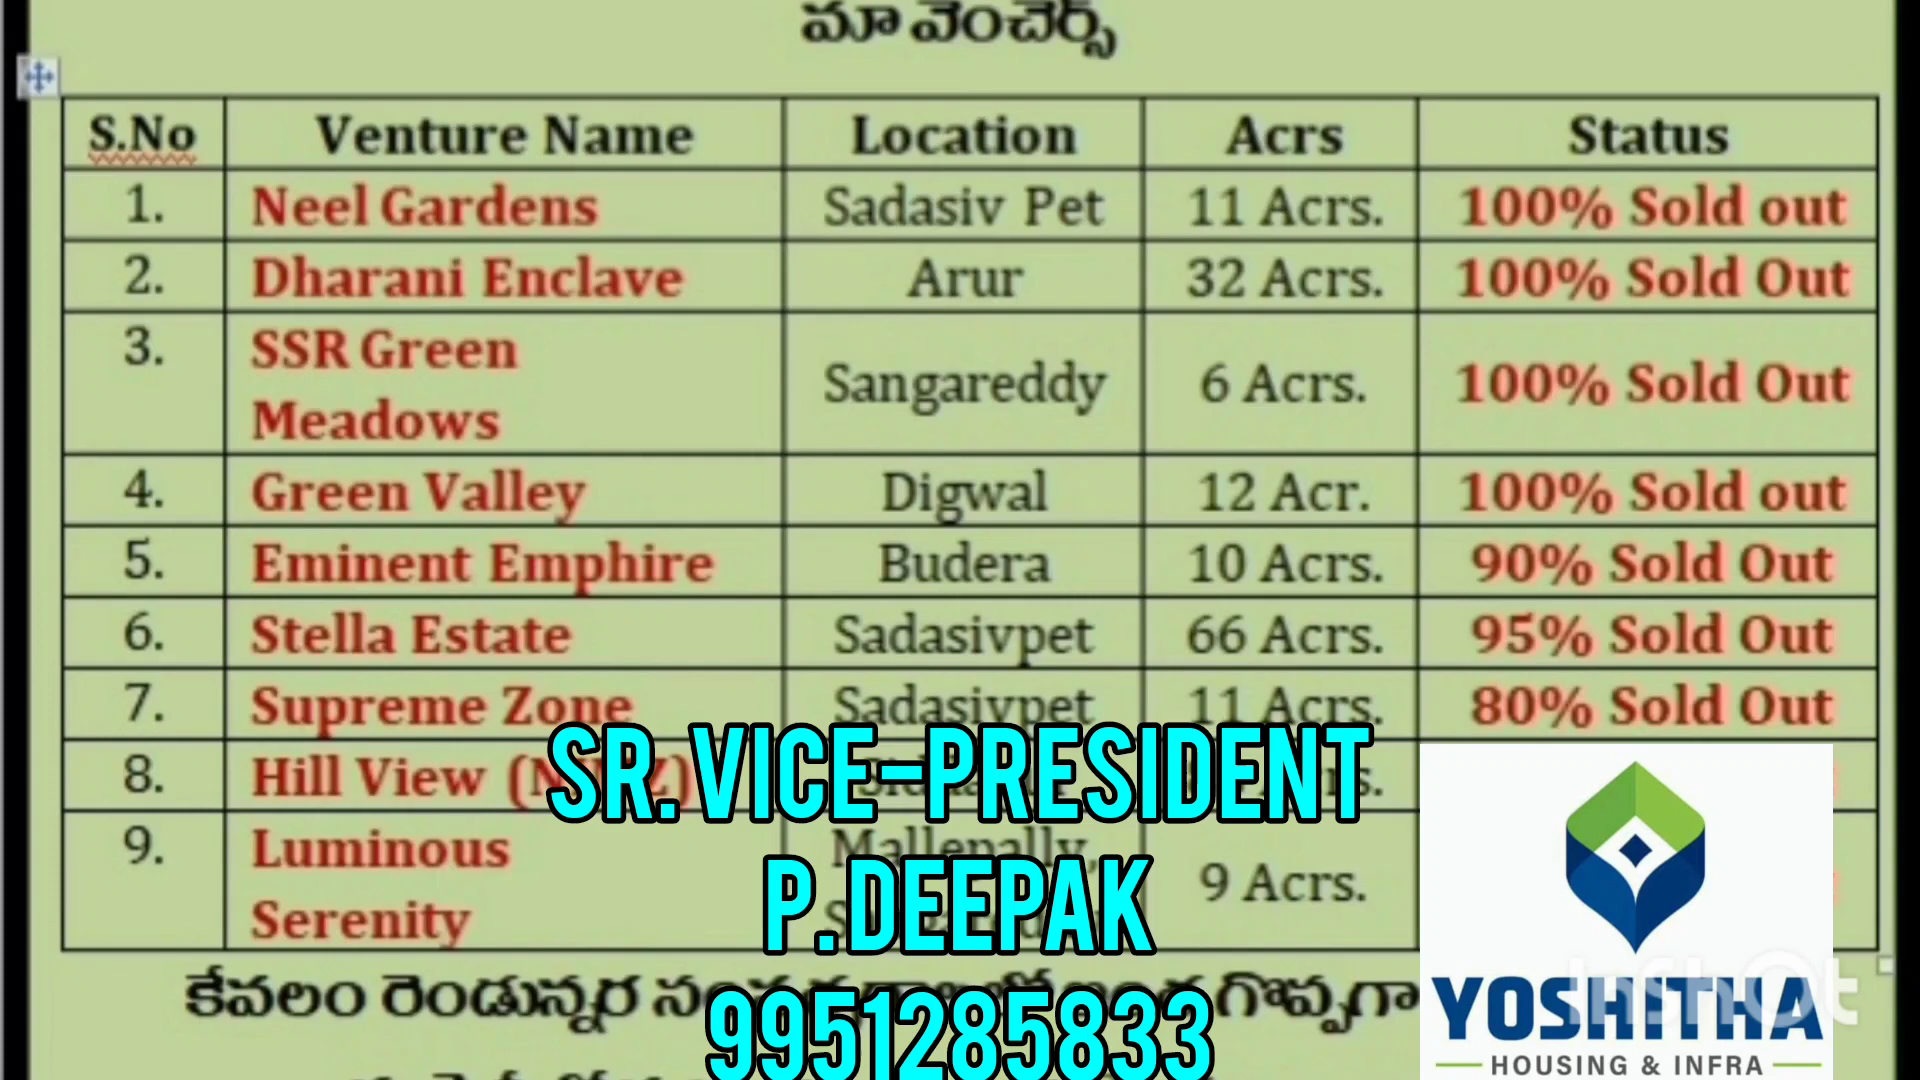 మా వెంచర్స్
S.No Venture Name Location Acrs Status
1. Neel Gardens Sadasiv Pet 11 Acrs. 100% Sold out
2. Dharani Enclave Arur 32 Acrs. 100% Sold Out
3. SSR Green
Meadows Sangareddy 6 Acrs. 100% Sold Out
4. Green Valley Digwal 12 Acr. 100% Sold out
5. Eminent Emphire Budera 10 Acrs. 90% Sold Out
6. Stella Estate Sadasivpet 66 Acrs. 95% Sold Out
7. Supreme Zone Sadasivpet 11 Acrs. 80% Sold Out
8. Hill View
SR.VICE-PRESIDENT
9. Luminous Mallepally,
Serenity 9 Acrs.
P.DEEPAK
కేవలం రెండున్నర గొప్పగా
9951285833
YOSHITHA
HOUSING & INFRA
InShot